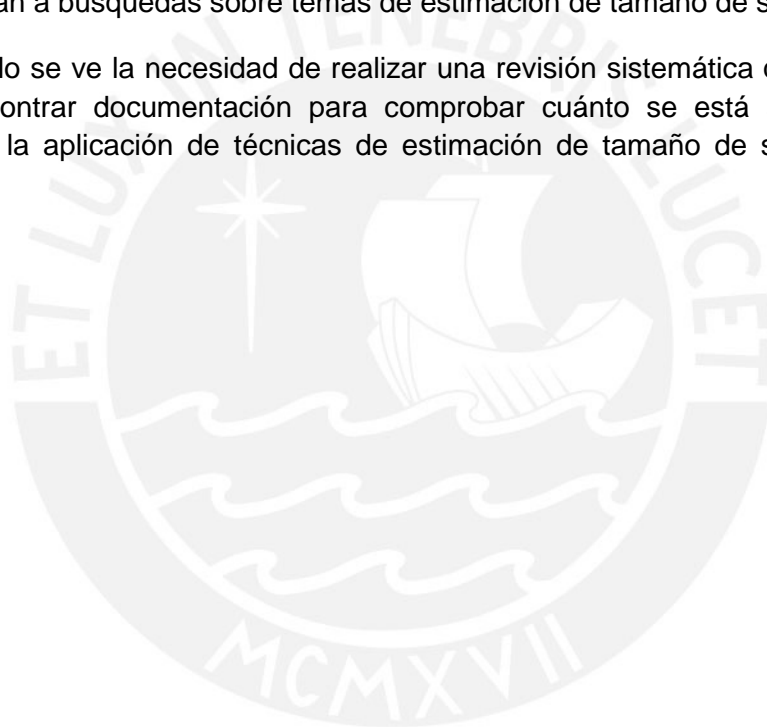 an a búsquedas sobre temas de estimación de tamaño de s
lo se ve la necesidad de realizar una revisión sistemática
ontrar documentación para comprobar cuánto se está
la aplicación de técnicas de estimación de tamaño de s
ET LUX IN TENEBRIS LUCET
MCMXVII